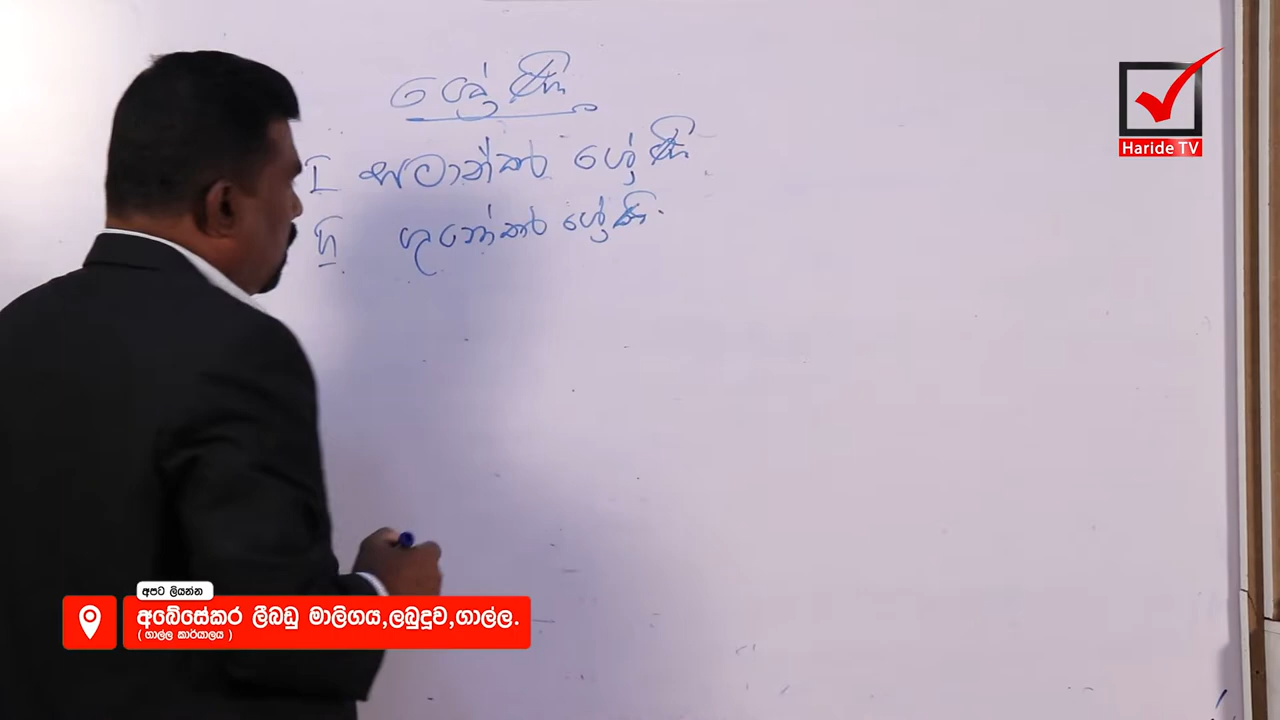 ශ්‍රේණි
I සමාන්තර ශ්‍රේණි
II ගුණෝත්තර ශ්‍රේණි.
Haride TV
අපට ලියන්න
අබේසේකර ලීබඩු මාලිගය,ලබුදූව,ගාල්ල.
( ගාල්ල කාර්යාලය )